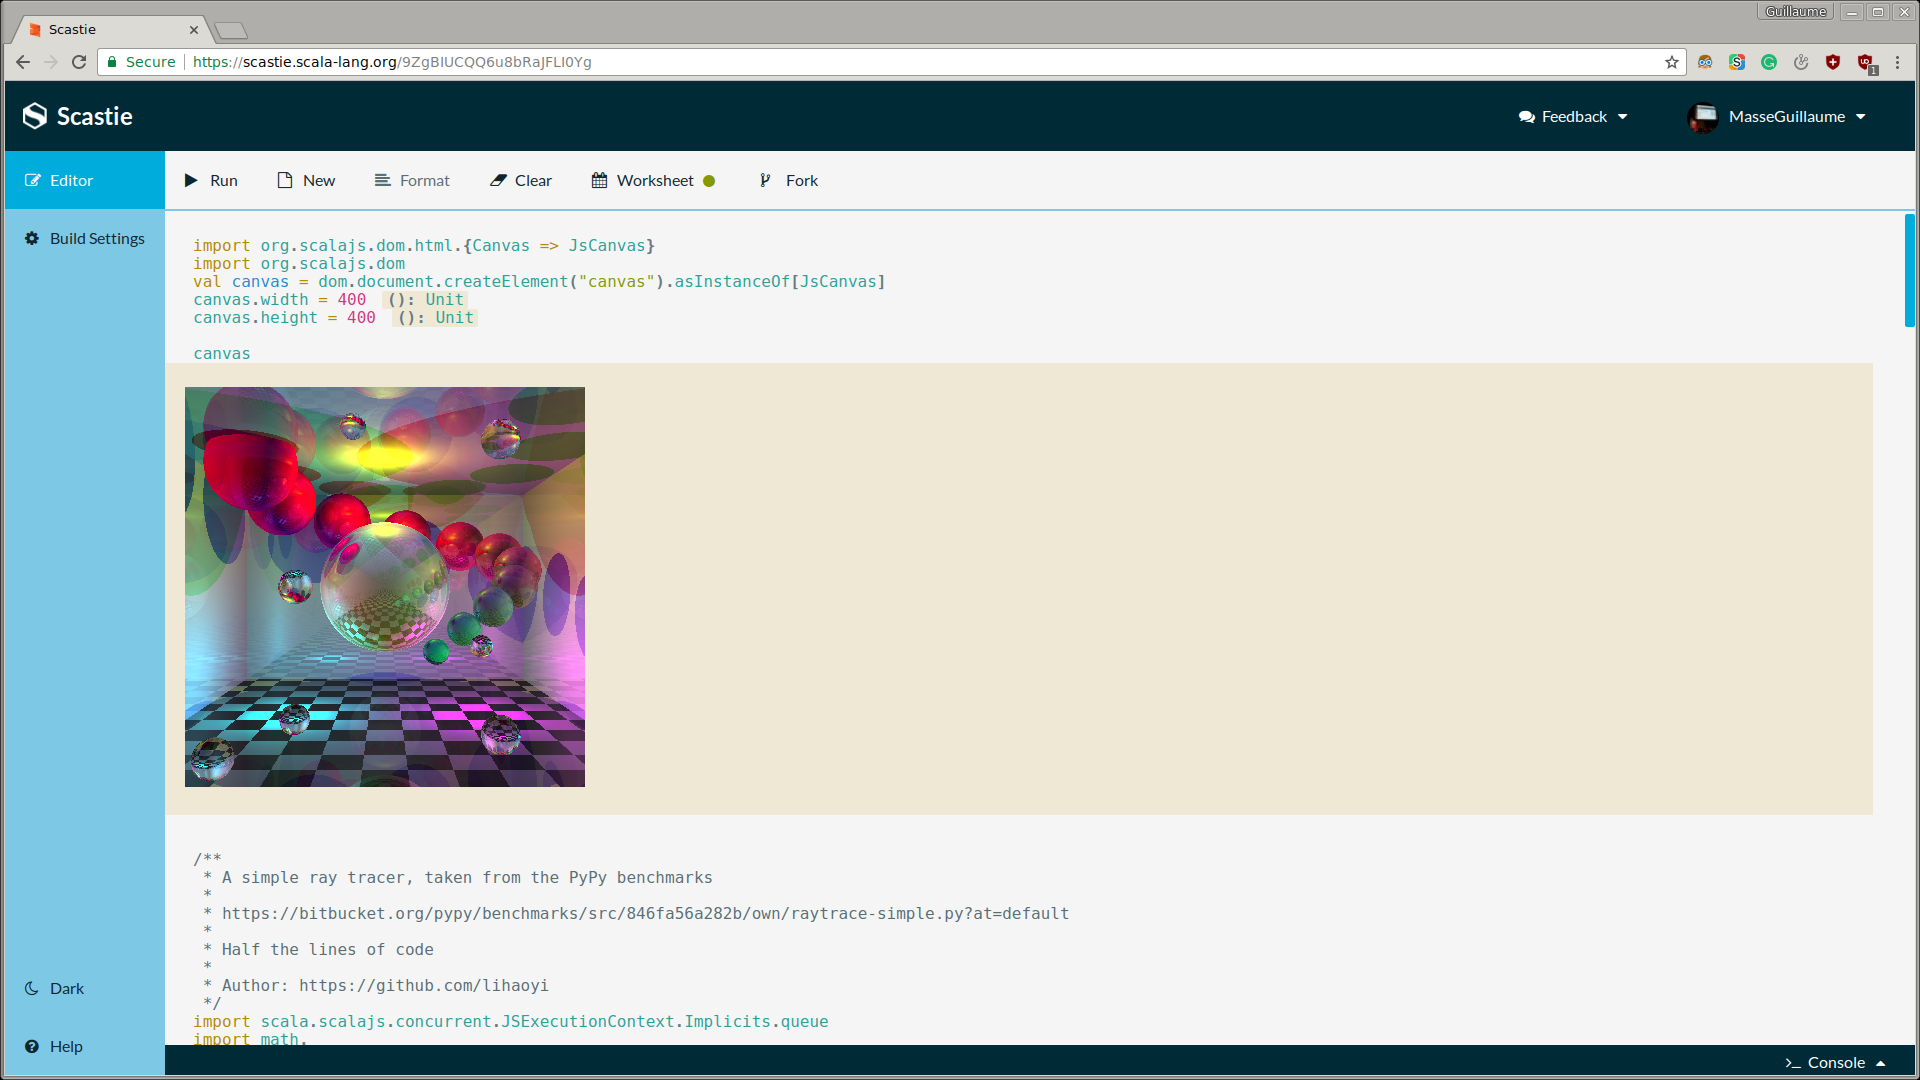 Guillaume
Scastie
Secure https://scastie.scala-lang.org/9ZgBIUCQQ6u8bRaJFLI0Yg
1
Scastie
Feedback
MasseGuillaume
Editor
Run
New
Format
Clear
Worksheet
Fork
Build Settings
import org.scalajs.dom.html.{Canvas => JsCanvas}
import org.scalajs.dom
val canvas = dom.document.createElement("canvas").asInstanceOf[JsCanvas]
canvas.width = 400 (): Unit
canvas.height = 400 (): Unit
canvas
/**
* A simple ray tracer, taken from the PyPy benchmarks
*
* https://bitbucket.org/pypy/benchmarks/src/846fa56a282b/own/raytrace-simple.py?at=default
*
* Half the lines of code
*
* Author: https://github.com/lihaoyi
*/
import scala.scalajs.concurrent.JSExecutionContext.Implicits.queue
import math.
Dark
Help
>_ Console